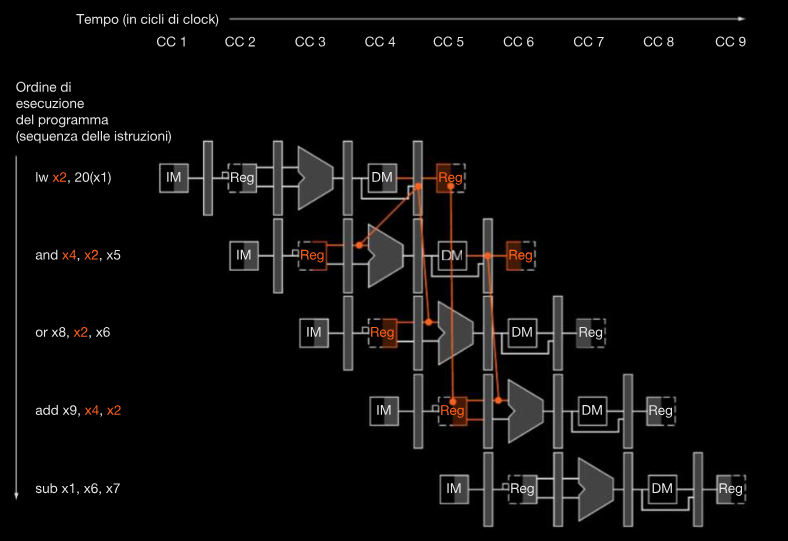 Tempo (in cicli di clock)
CC 1 CC 2 CC 3 CC 4 CC 5 CC 6 CC 7 CC 8 CC 9
Ordine di
esecuzione
del programma
(sequenza delle istruzioni)
lw x2, 20(x1) IM Reg DM Reg
and x4, x2, x5 IM Reg DM Reg
or x8, x2, x6 IM Reg DM Reg
add x9, x4, x2 IM Reg DM Reg
sub x1, x6, x7 IM Reg DM Reg